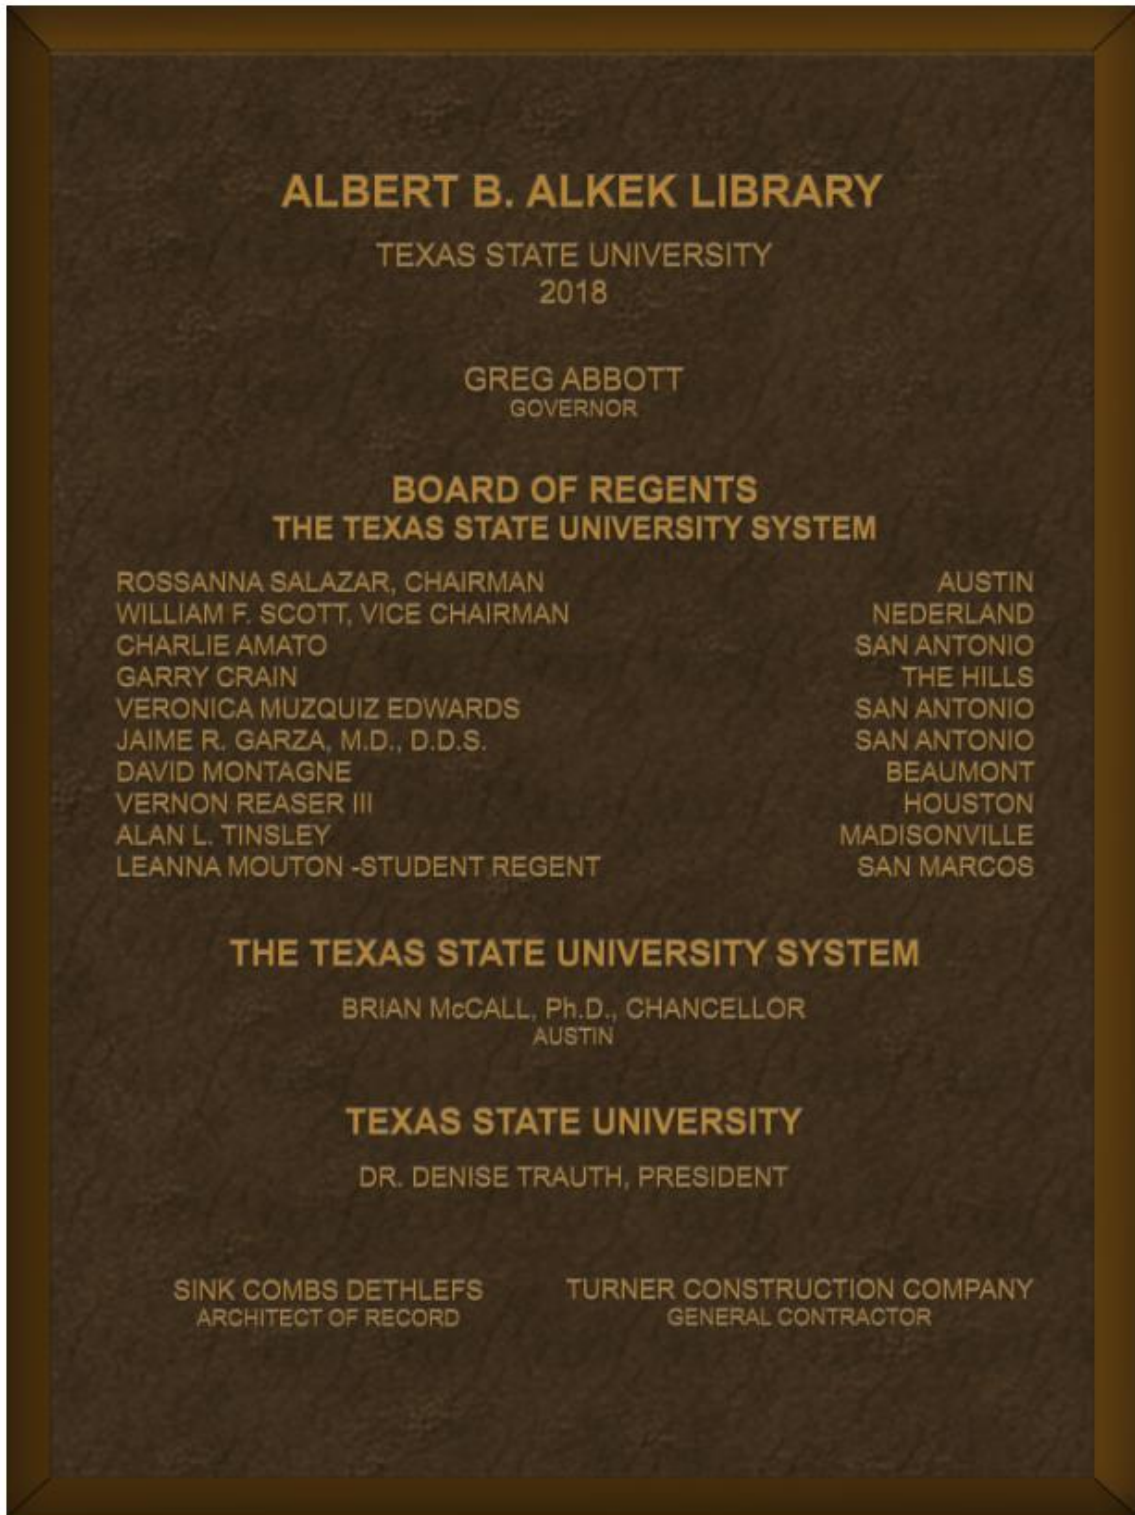 ALBERT B. ALKEK LIBRARY
TEXAS STATE UNIVERSITY
2018
GREG ABBOTT
GOVERNOR
BOARD OF REGENTS
THE TEXAS STATE UNIVERSITY SYSTEM
ROSSANNA SALAZAR, CHAIRMAN AUSTIN
WILLIAM F. SCOTT, VICE CHAIRMAN NEDERLAND
CHARLIE AMATO SAN ANTONIO
GARRY CRAIN THE HILLS
VERONICA MUZQUIZ EDWARDS SAN ANTONIO
JAIME R. GARZA, M.D., D.D.S. SAN ANTONIO
DAVID MONTAGNE BEAUMONT
VERNON REASER III HOUSTON
ALAN L. TINSLEY MADISONVILLE
LEANNA MOUTON -STUDENT REGENT SAN MARCOS
THE TEXAS STATE UNIVERSITY SYSTEM
BRIAN McCALL, Ph.D., CHANCELLOR
AUSTIN
TEXAS STATE UNIVERSITY
DR. DENISE TRAUTH, PRESIDENT
SINK COMBS DETHLEFS TURNER CONSTRUCTION COMPANY
ARCHITECT OF RECORD GENERAL CONTRACTOR